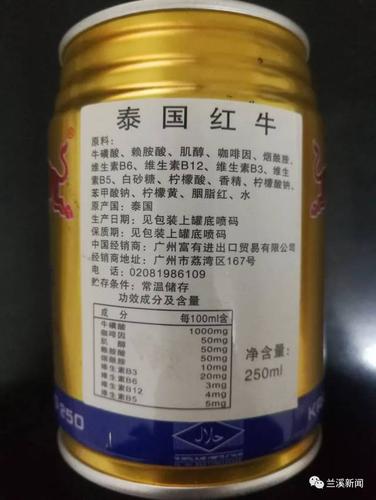 泰国红牛
原料:
牛磺酸、赖胺酸、肌醇、咖啡因、烟酰胺、
维生素B6、维生素B12、维生素B3、维生
素B5、白砂糖、柠檬酸、香精、柠檬酸钠、
苯甲酸钠、柠檬黄、胭脂红、水
原产国:泰国
生产日期:见包装上罐底喷码
保质期:见包装上罐底喷码
中国经销商:广州富有进出口贸易有限公司
经销商地址:广州市荔湾区167号
电 话:02081986109
贮存条件:常温储存
功效成分及含量
成 分 每100ml含
牛磺酸 1000mg
咖啡因 50mg
肌 醇 50mg
赖胺酸 50mg
烟酰胺 10mg
维生素B3 20mg
维生素B6 3mg
维生素B12 4mg
维生素B5 5mg
净含量:
250ml
250
KR
حلال
兰溪新闻